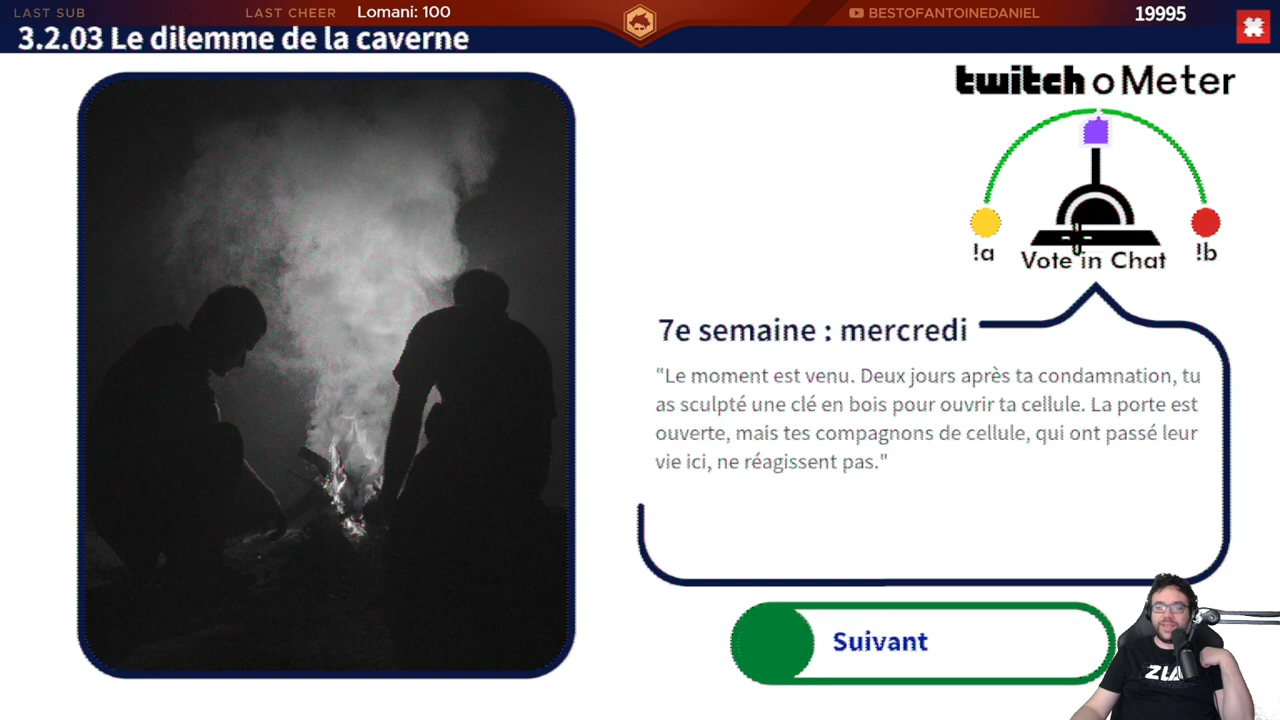 LAST SUB
LAST CHEER Lomani: 100
BESTOFANTOINEDANIEL
19995
3.2.03 Le dilemme de la caverne
twitch o Meter
!a
!b
Vote in Chat
7e semaine : mercredi
"Le moment est venu. Deux jours après ta condamnation, tu
as sculpté une clé en bois pour ouvrir ta cellule. La porte est
ouverte, mais tes compagnons de cellule, qui ont passé leur
vie ici, ne réagissent pas."
Suivant